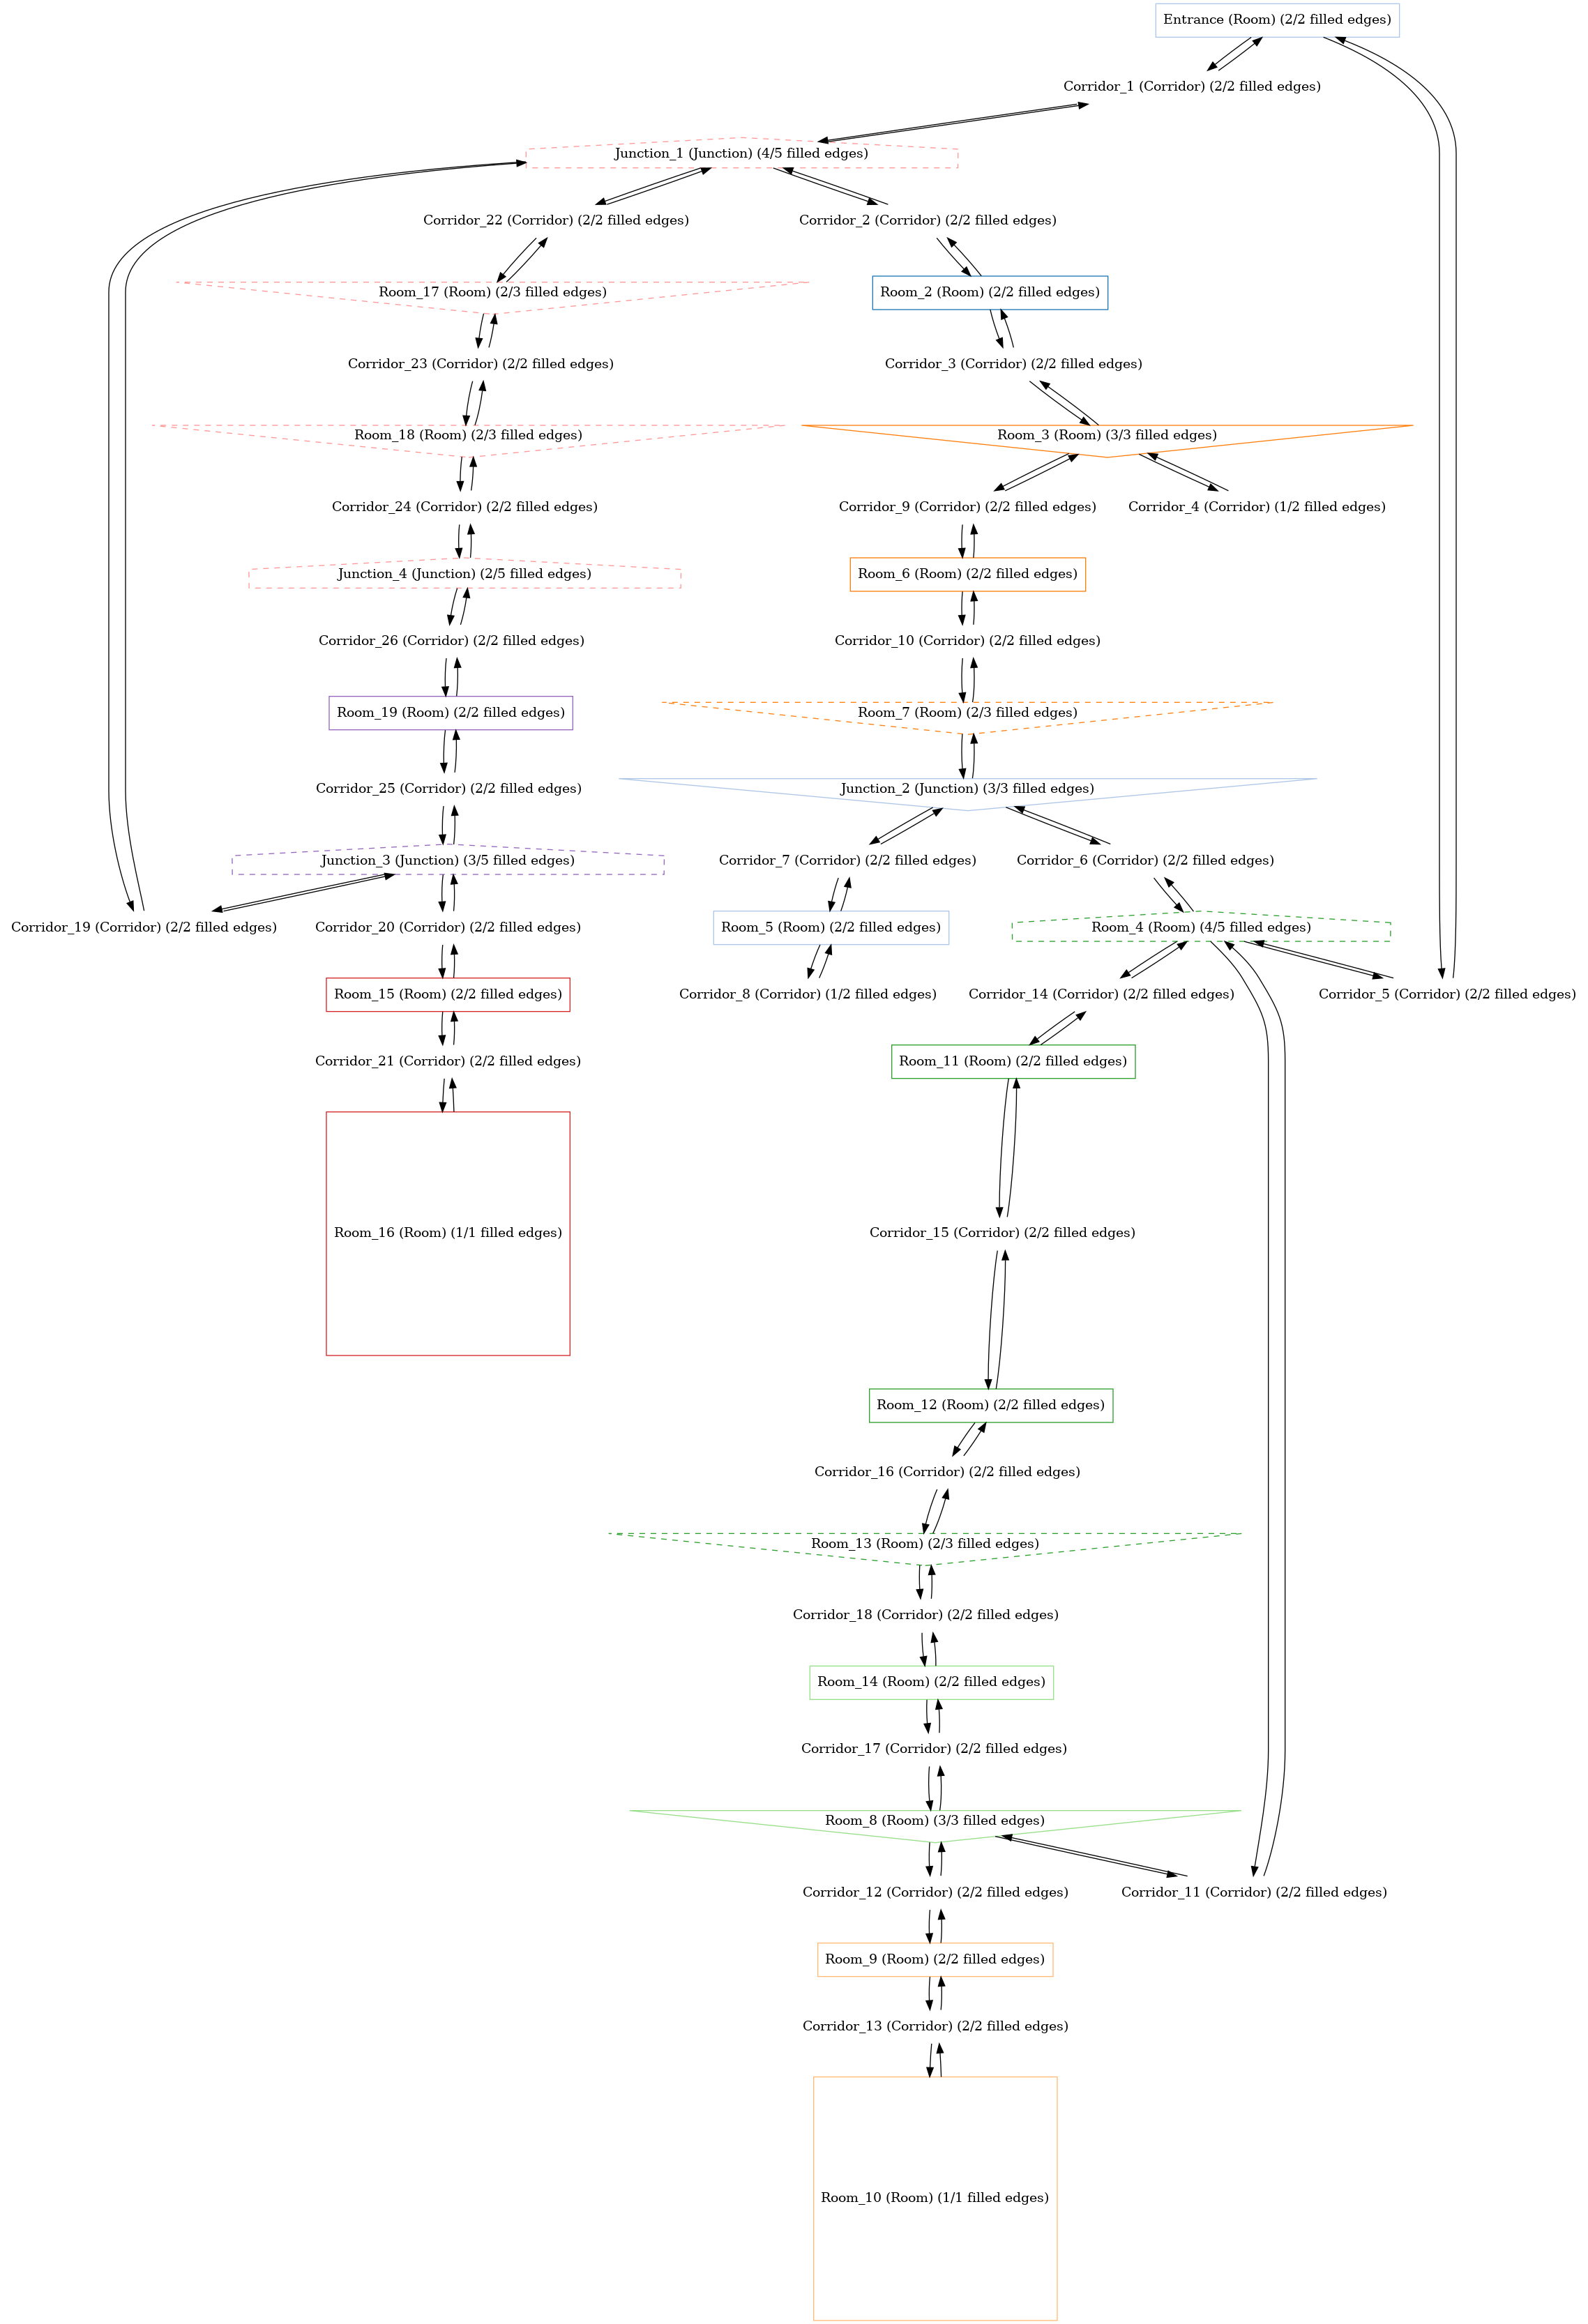 Entrance (Room) (2/2 filled edges)
Corridor_1 (Corridor) (2/2 filled edges)
Junction_1 (Junction) (4/5 filled edges)
Corridor_22 (Corridor) (2/2 filled edges)
Corridor_2 (Corridor) (2/2 filled edges)
Room_17 (Room) (2/3 filled edges)
Room_2 (Room) (2/2 filled edges)
Corridor_23 (Corridor) (2/2 filled edges)
Corridor_3 (Corridor) (2/2 filled edges)
Room_18 (Room) (2/3 filled edges)
Room_3 (Room) (3/3 filled edges)
Corridor_24 (Corridor) (2/2 filled edges)
Corridor_9 (Corridor) (2/2 filled edges)
Corridor_4 (Corridor) (1/2 filled edges)
Junction_4 (Junction) (2/5 filled edges)
Room_6 (Room) (2/2 filled edges)
Corridor_26 (Corridor) (2/2 filled edges)
Corridor_10 (Corridor) (2/2 filled edges)
Room_19 (Room) (2/2 filled edges)
Room_7 (Room) (2/3 filled edges)
Corridor_25 (Corridor) (2/2 filled edges)
Junction_2 (Junction) (3/3 filled edges)
Junction_3 (Junction) (3/5 filled edges)
Corridor_7 (Corridor) (2/2 filled edges)
Corridor_6 (Corridor) (2/2 filled edges)
Corridor_19 (Corridor) (2/2 filled edges)
Corridor_20 (Corridor) (2/2 filled edges)
Room_5 (Room) (2/2 filled edges)
Room_4 (Room) (4/5 filled edges)
Room_15 (Room) (2/2 filled edges)
Corridor_8 (Corridor) (1/2 filled edges)
Corridor_14 (Corridor) (2/2 filled edges)
Corridor_5 (Corridor) (2/2 filled edges)
Corridor_21 (Corridor) (2/2 filled edges)
Room_11 (Room) (2/2 filled edges)
Room_16 (Room) (1/1 filled edges)
Corridor_15 (Corridor) (2/2 filled edges)
Room_12 (Room) (2/2 filled edges)
Corridor_16 (Corridor) (2/2 filled edges)
Room_13 (Room) (2/3 filled edges)
Corridor_18 (Corridor) (2/2 filled edges)
Room_14 (Room) (2/2 filled edges)
Corridor_17 (Corridor) (2/2 filled edges)
Room_8 (Room) (3/3 filled edges)
Corridor_12 (Corridor) (2/2 filled edges)
Corridor_11 (Corridor) (2/2 filled edges)
Room_9 (Room) (2/2 filled edges)
Corridor_13 (Corridor) (2/2 filled edges)
Room_10 (Room) (1/1 filled edges)